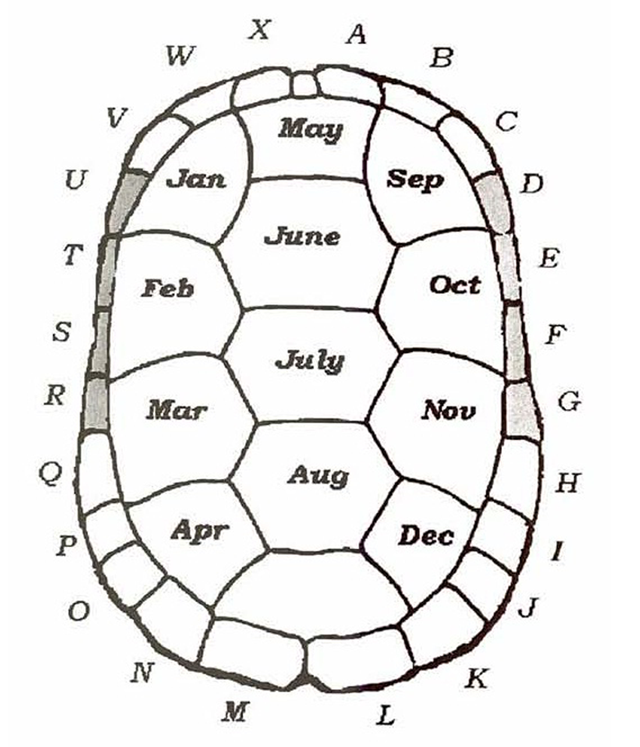 X A
W B
V May C
U Jan Sep D
T June E
Feb Oct
S July F
R Mar Nov G
Q Aug H
P Apr Dec I
O J
N K
M L